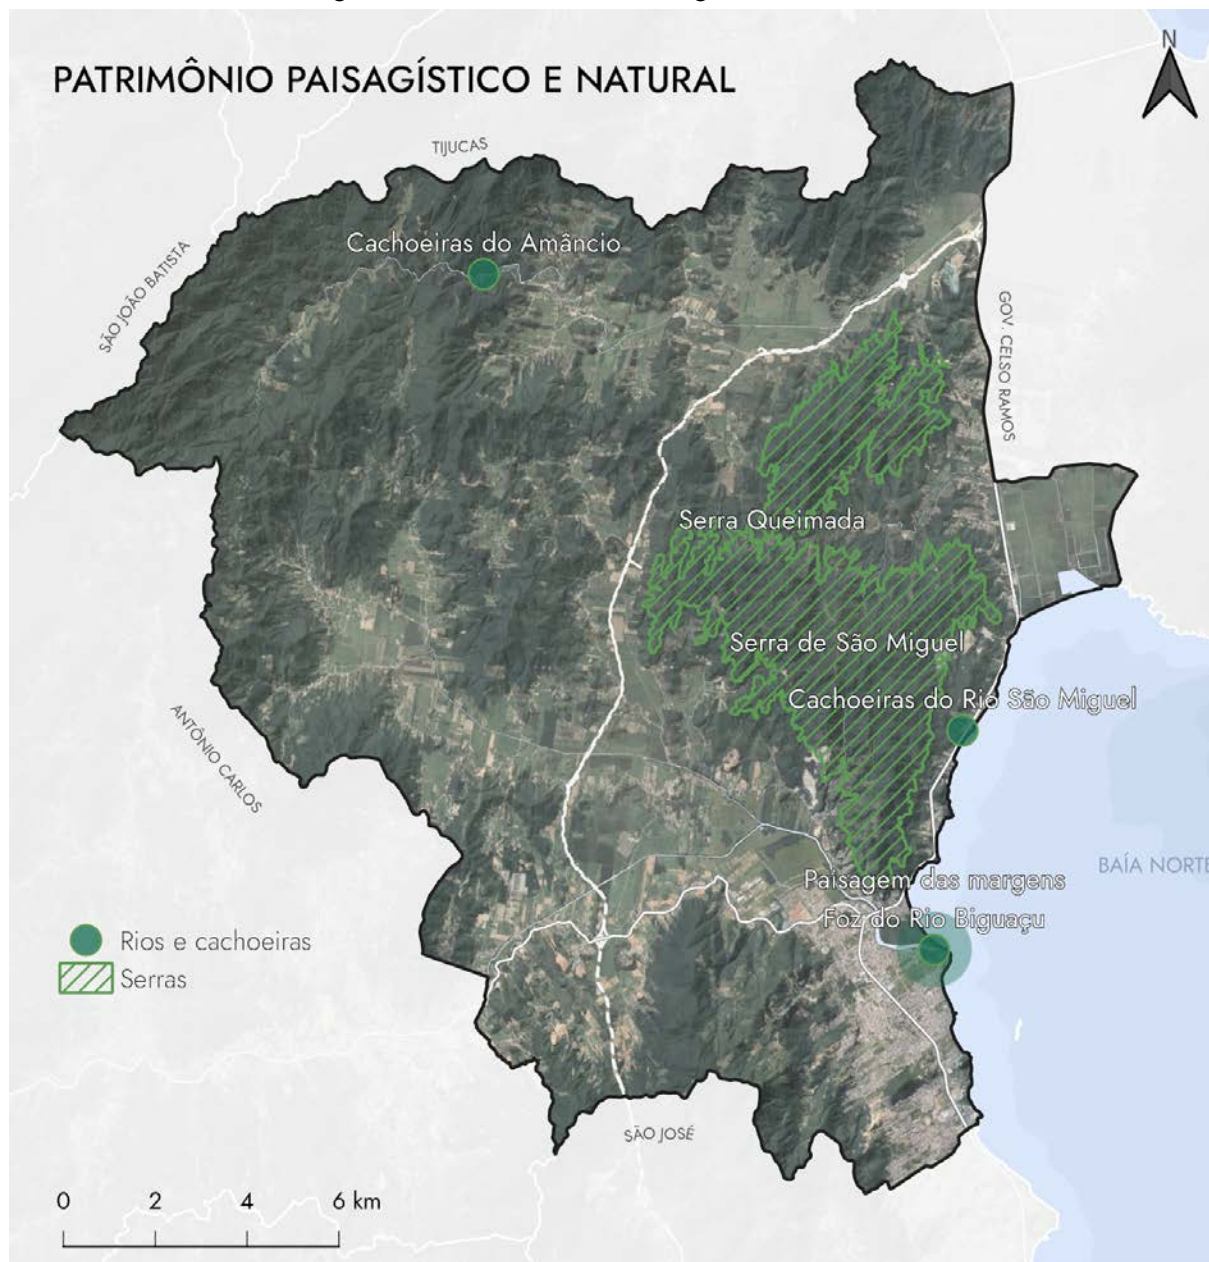 N
PATRIMÔNIO PAISAGÍSTICO E NATURAL
TIJUCAS
SÃO JOÃO BATISTA
Cachoeiras do Amâncio
GOV. CELSO RAMOS
Serra Queimada
Serra de São Miguel
Cachoeiras do Rio São Miguel
ANTÔNIO CARLOS
BAÍA NORTE
Paisagem das margens
Foz do Rio Biguaçu
Rios e cachoeiras
Serras
SÃO JOSÉ
0 2 4 6 km